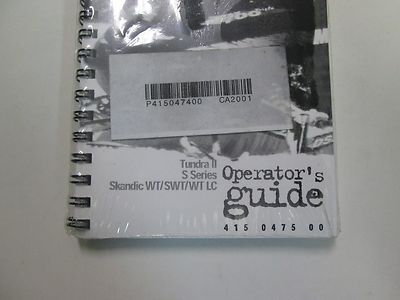 P415047400 CA2001
Tundra II
S Series
Skandic WT/SWT/WT LC
Operator's
guide
415 0475 00